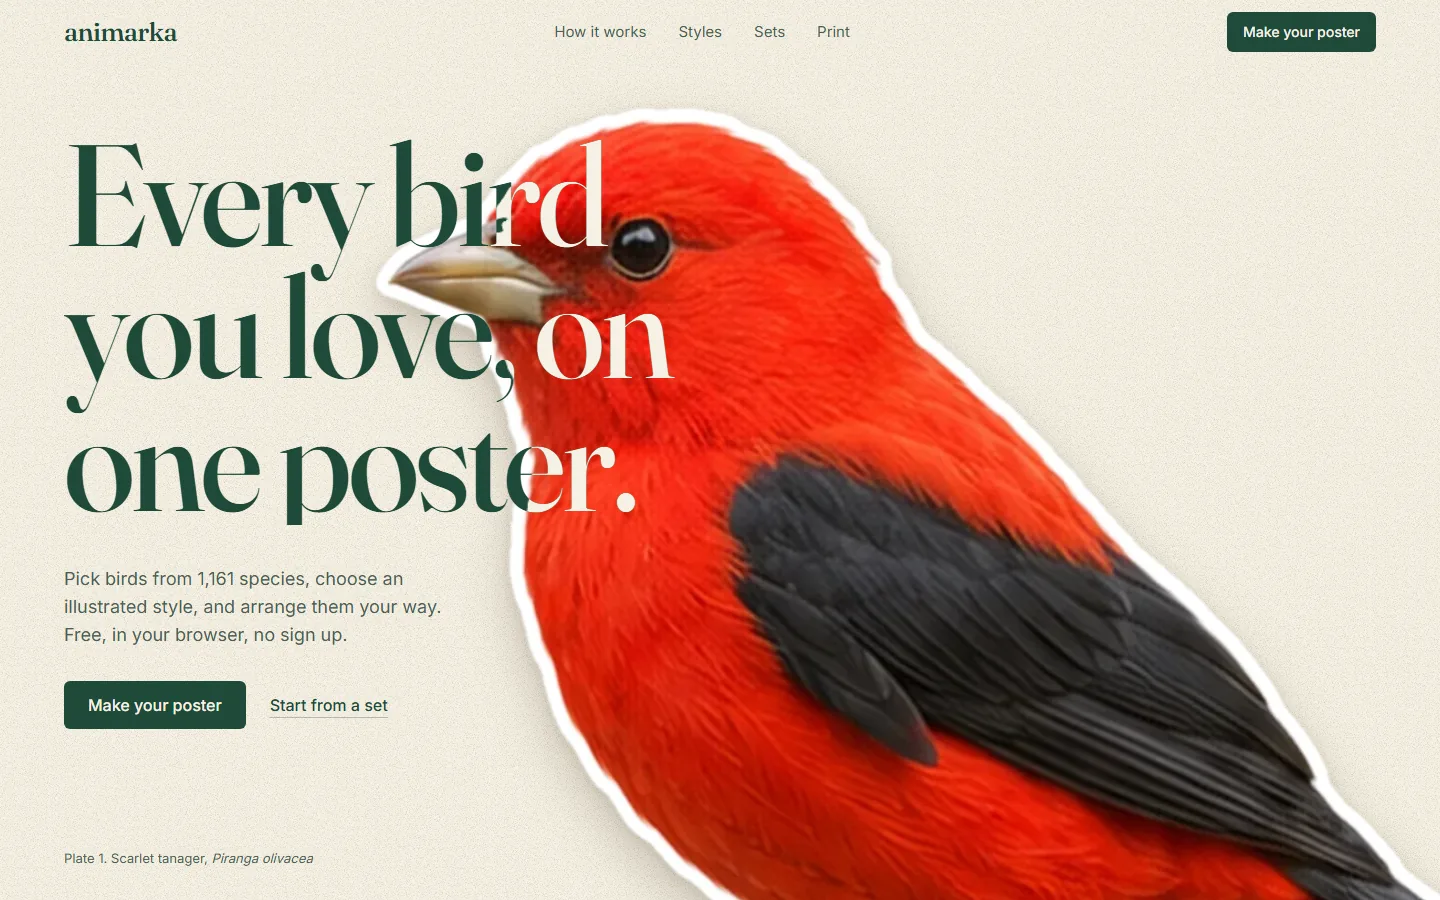 animarka
How it works
Styles
Sets
Print
Make your poster
Every bird
you love, on
one poster.
Pick birds from 1,161 species, choose an
illustrated style, and arrange them your way.
Free, in your browser, no sign up.
Make your poster
Start from a set
Plate 1. Scarlet tanager, Piranga olivacea